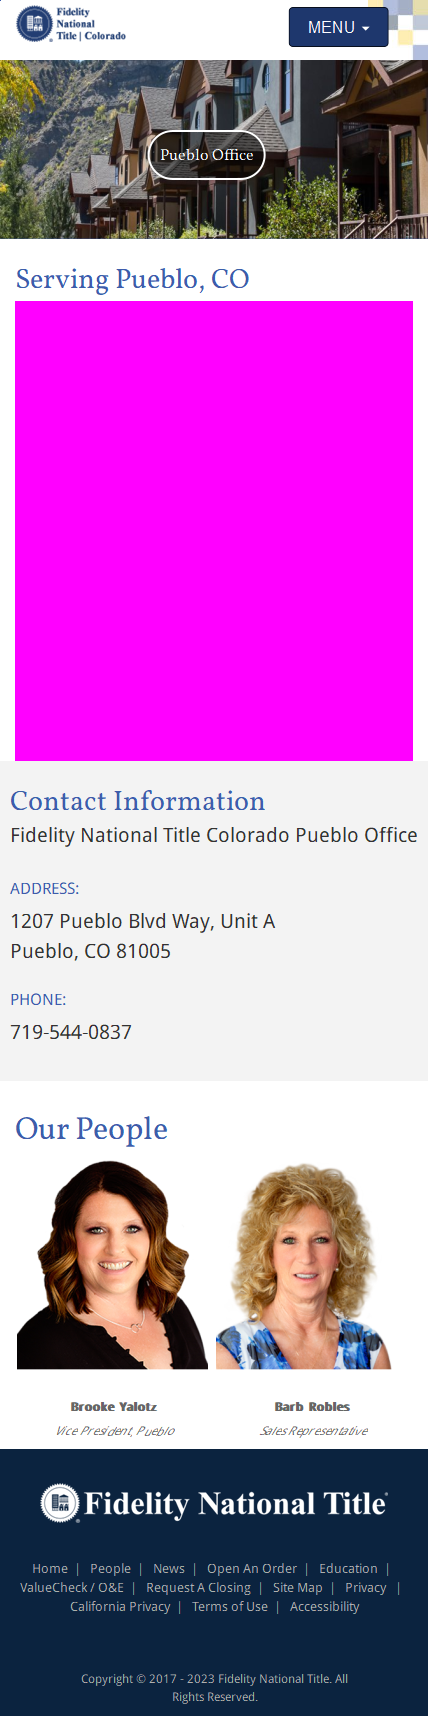 Fidelity
National
Title | Colorado
MENU
Pueblo Office
Serving Pueblo, CO
Contact Information
Fidelity National Title Colorado Pueblo Office
ADDRESS:
1207 Pueblo Blvd Way, Unit A
Pueblo, CO 81005
PHONE:
719-544-0837
Our People
Brooke Yalotz
Barb Robles
Vice President, Pueblo
Sales Representative
Fidelity National Title
Home | People | News | Open An Order | Education |
ValueCheck / O&E | Request A Closing | Site Map | Privacy |
California Privacy | Terms of Use | Accessibility
Copyright © 2017 - 2023 Fidelity National Title. All
Rights Reserved.